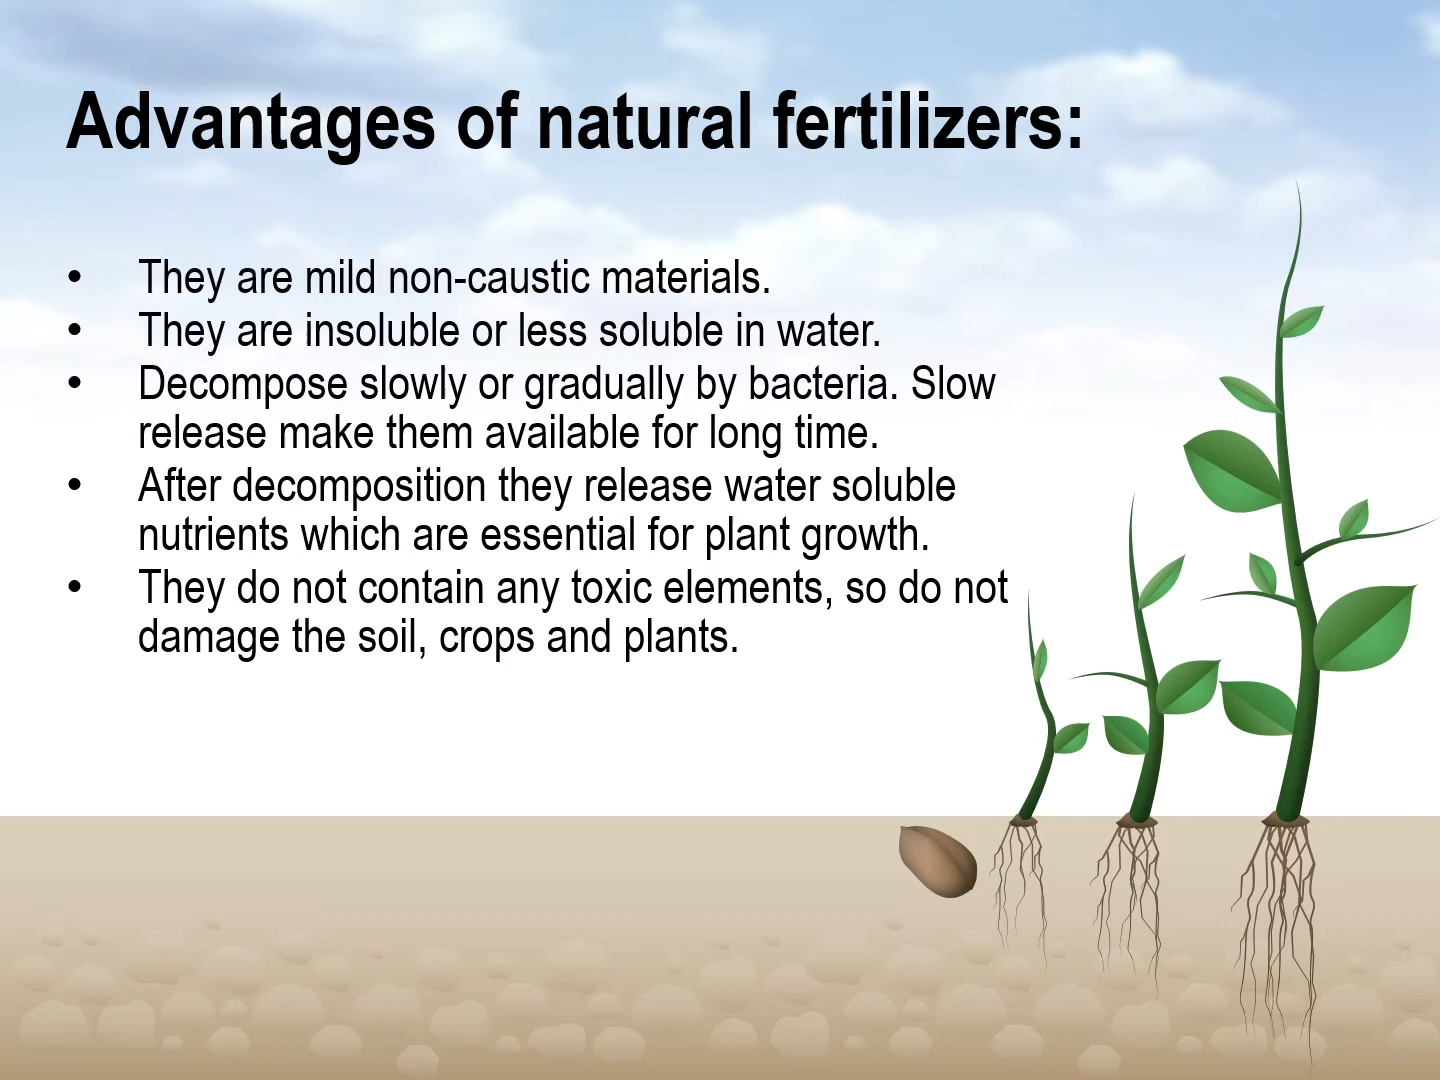 Advantages of natural fertilizers:
• They are mild non-caustic materials.
• They are insoluble or less soluble in water.
• Decompose slowly or gradually by bacteria. Slow
release make them available for long time.
• After decomposition they release water soluble
nutrients which are essential for plant growth.
• They do not contain any toxic elements, so do not
damage the soil, crops and plants.